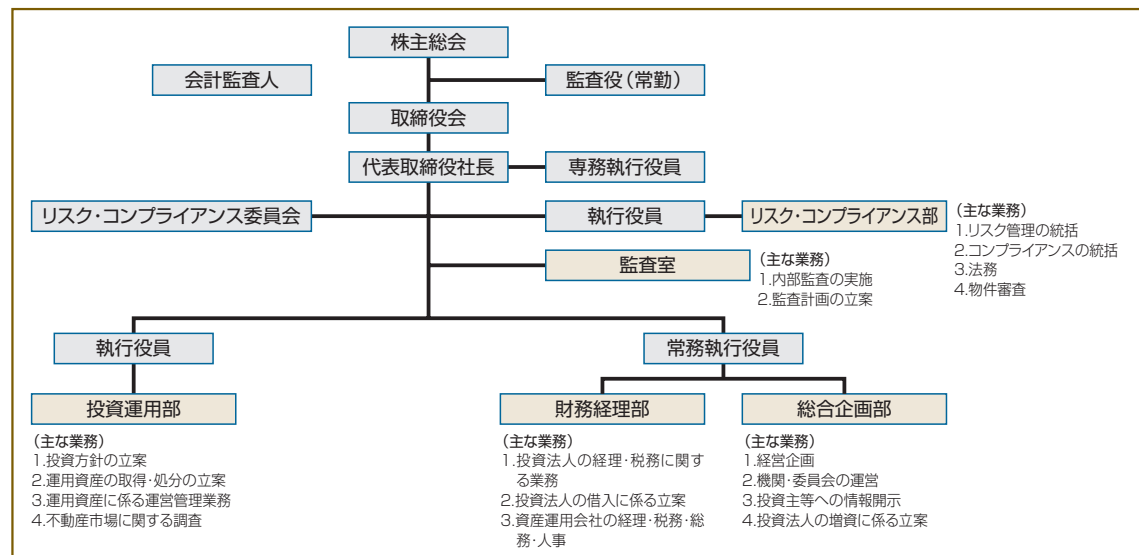 株主総会
会計監査人
監査役(常勤)
取締役会
代表取締役社長
専務執行役員
リスク・コンプライアンス委員会
執行役員
リスク・コンプライアンス部
(主な業務)
1.リスク管理の統括
2.コンプライアンスの統括
3.法務
4.物件審査
監査室
(主な業務)
1.内部監査の実施
2.監査計画の立案
執行役員
常務執行役員
投資運用部
(主な業務)
1.投資方針の立案
2.運用資産の取得・処分の立案
3.運用資産に係る運営管理業務
4.不動産市場に関する調査
財務経理部
(主な業務)
1.投資法人の経理・税務に関す
る業務
2.投資法人の借入に係る立案
3.資産運用会社の経理・税務・総
務・人事
総合企画部
(主な業務)
1.経営企画
2.機関・委員会の運営
3.投資主等への情報開示
4.投資法人の増資に係る立案